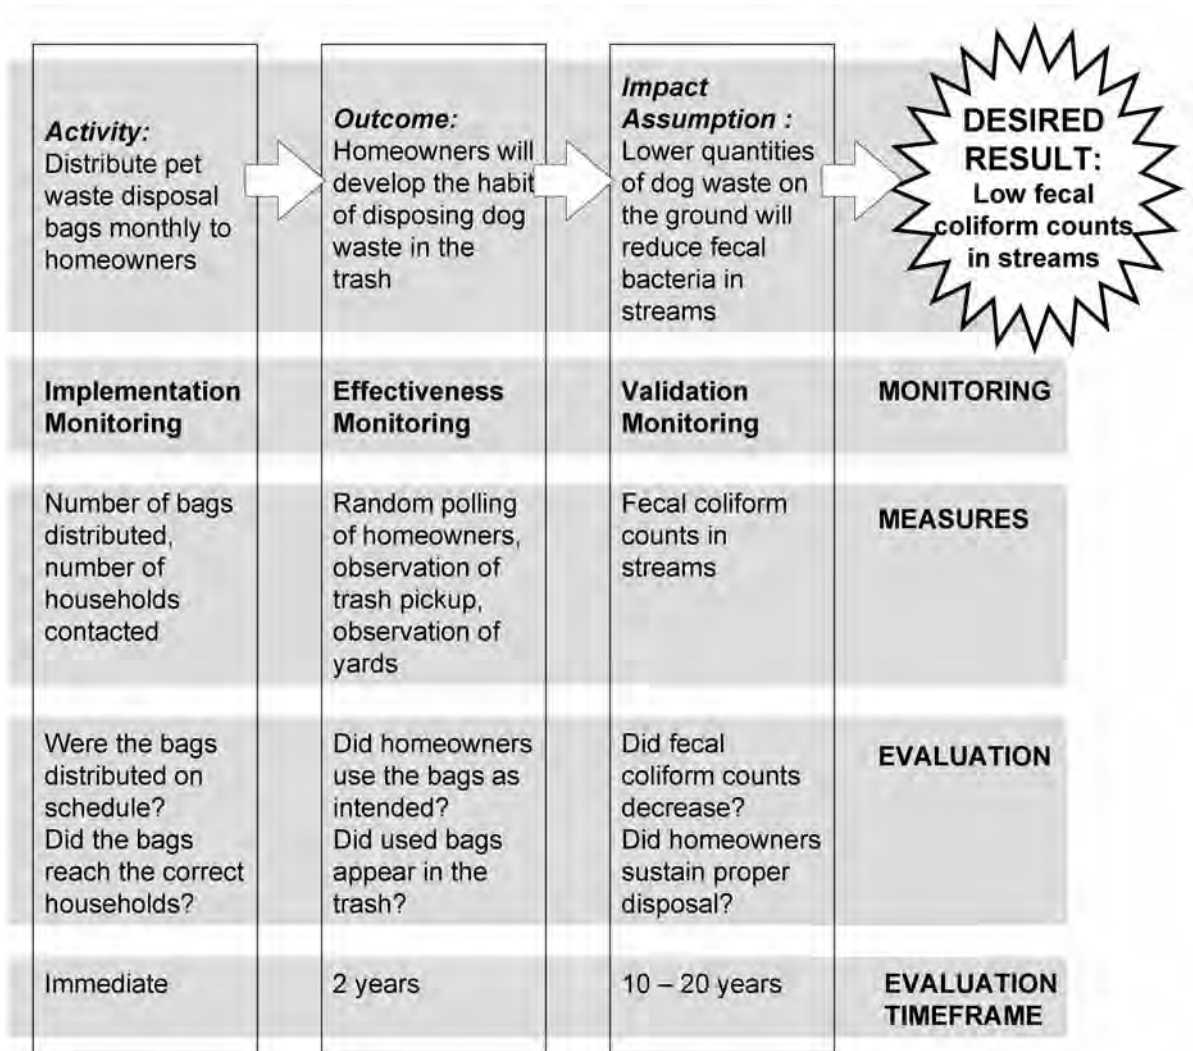 Activity:
Distribute pet
waste disposal
bags monthly to
homeowners
Outcome:
Homeowners will
develop the habit
of disposing dog
waste in the
trash
Impact
Assumption :
Lower quantities
of dog waste on
the ground will
reduce fecal
bacteria in
streams
DESIRED
RESULT:
Low fecal
coliform counts
in streams
Implementation
Monitoring
Effectiveness
Monitoring
Validation
Monitoring
MONITORING
Number of bags
distributed,
number of
households
contacted
Random polling
of homeowners,
observation of
trash pickup,
observation of
yards
Fecal coliform
counts in
streams
MEASURES
Were the bags
distributed on
schedule?
Did the bags
reach the correct
households?
Did homeowners
use the bags as
intended?
Did used bags
appear in the
trash?
Did fecal
coliform counts
decrease?
Did homeowners
sustain proper
disposal?
EVALUATION
Immediate
2 years
10 – 20 years
EVALUATION
TIMEFRAME